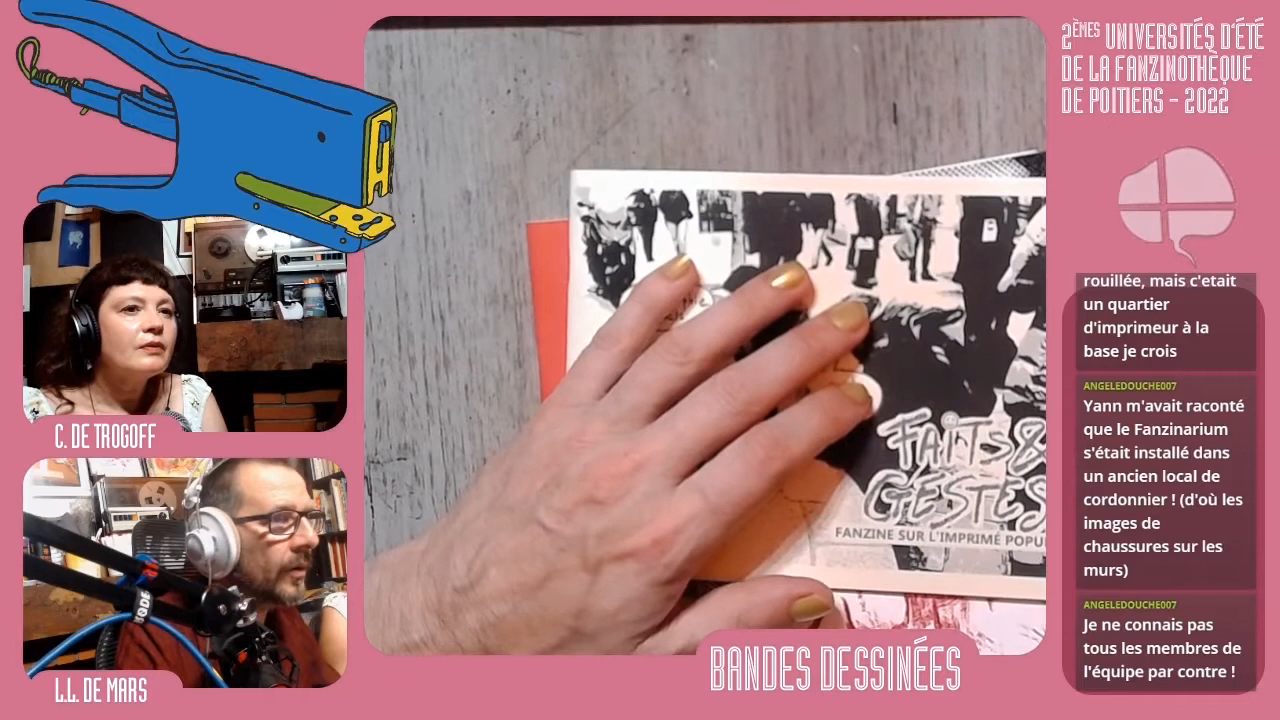 2ÈMES UNIVERSITÉS D'ÉTÉ
DE LA FANZINOTHÈQUE
DE POITIERS - 2022
C. DE TROGOFF
L.L. DE MARS
FAITS &
GESTES
FANZINE SUR L'IMPRIMÉ POPU
BANDES DESSINÉES
rouillée, mais c'etait
un quartier
d'imprimeur à la
base je crois
ANGELEDOUCHE007
Yann m'avait raconté
que le Fanzinarium
s'était installé dans
un ancien local de
cordonnier ! (d'où les
images de
chaussures sur les
murs)
ANGELEDOUCHE007
Je ne connais pas
tous les membres de
l'équipe par contre !